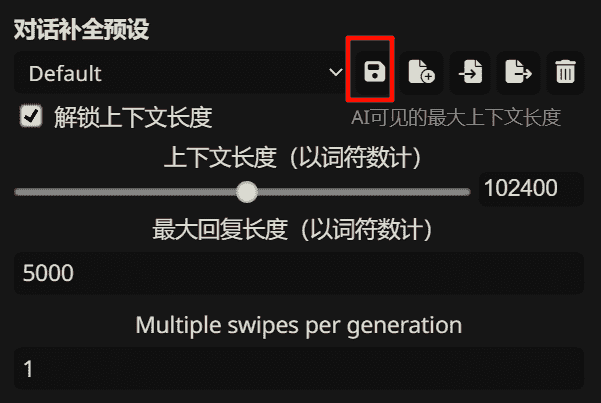 对话补全预设
Default
解锁上下文长度
AI可见的最大上下文长度
上下文长度（以词符数计）
102400
最大回复长度（以词符数计）
5000
Multiple swipes per generation
1